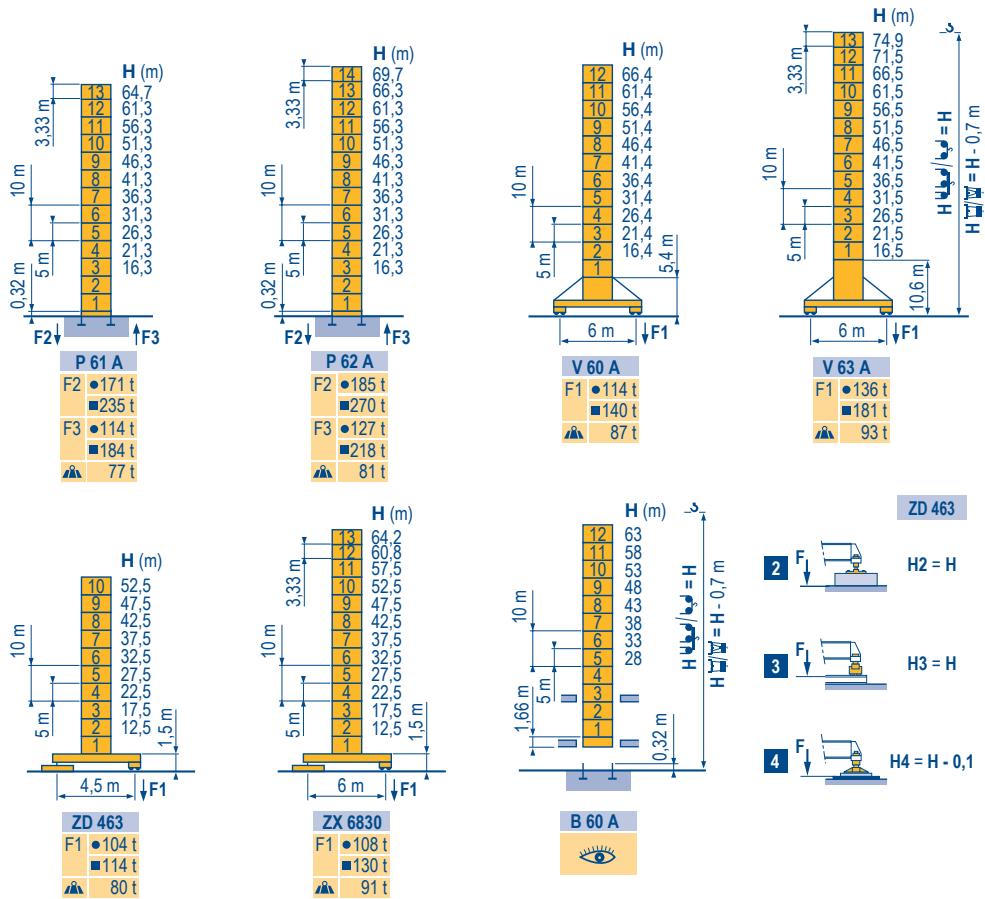 H (m)
13 64,7
12 61,3
11 56,3
10 51,3
9 46,3
8 41,3
7 36,3
6 31,3
5 26,3
4 21,3
3 16,3
2
1
3,33 m
10 m
5 m
0,32 m
F2 F3
P 61 A
F2 ●171 t
■235 t
F3 ●114 t
■184 t
77 t
H (m)
14 69,7
13 66,3
12 61,3
11 56,3
10 51,3
9 46,3
8 41,3
7 36,3
6 31,3
5 26,3
4 21,3
3 16,3
2
1
3,33 m
10 m
5 m
0,32 m
F2 F3
P 62 A
F2 ●185 t
■270 t
F3 ●127 t
■218 t
81 t
H (m)
12 66,4
11 61,4
10 56,4
9 51,4
8 46,4
7 41,4
6 36,4
5 31,4
4 26,4
3 21,4
2 16,4
1
10 m
5 m
5,4 m
6 m F1
V 60 A
F1 ●114 t
■140 t
87 t
H (m)
13 74,9
12 71,5
11 66,5
10 61,5
9 56,5
8 51,5
7 46,5
6 41,5
5 36,5
4 31,5
3 26,5
2 21,5
1 16,5
3,33 m
10 m
5 m
10,6 m
H / = H
H / = H - 0,7 m
6 m F1
V 63 A
F1 ●136 t
■181 t
93 t
H (m)
10 52,5
9 47,5
8 42,5
7 37,5
6 32,5
5 27,5
4 22,5
3 17,5
2 12,5
1
10 m
5 m
1,5 m
4,5 m F1
ZD 463
F1 ●104 t
■114 t
80 t
H (m)
13 64,2
12 60,8
11 57,5
10 52,5
9 47,5
8 42,5
7 37,5
6 32,5
5 27,5
4 22,5
3 17,5
2 12,5
1
3,33 m
10 m
5 m
1,5 m
6 m F1
ZX 6830
F1 ●108 t
■130 t
91 t
H (m)
12 63
11 58
10 53
9 48
8 43
7 38
6 33
5 28
4
3
2
1
10 m
5 m
1,66 m
0,32 m
H / = H
H / = H - 0,7 m
B 60 A
ZD 463
2 F H2 = H
3 F H3 = H
4 F H4 = H - 0,1